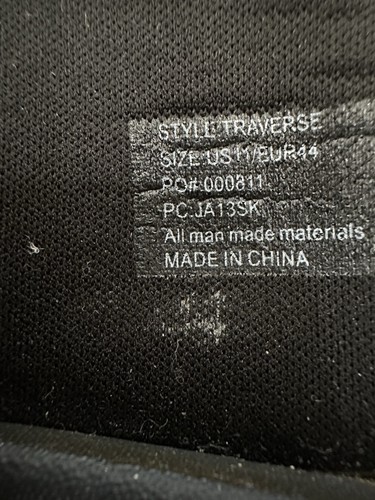 STYLE:TRAVERSE
SIZE:US11/EUR44
PO#:000811
PC:JA13SK
All man made materials
MADE IN CHINA